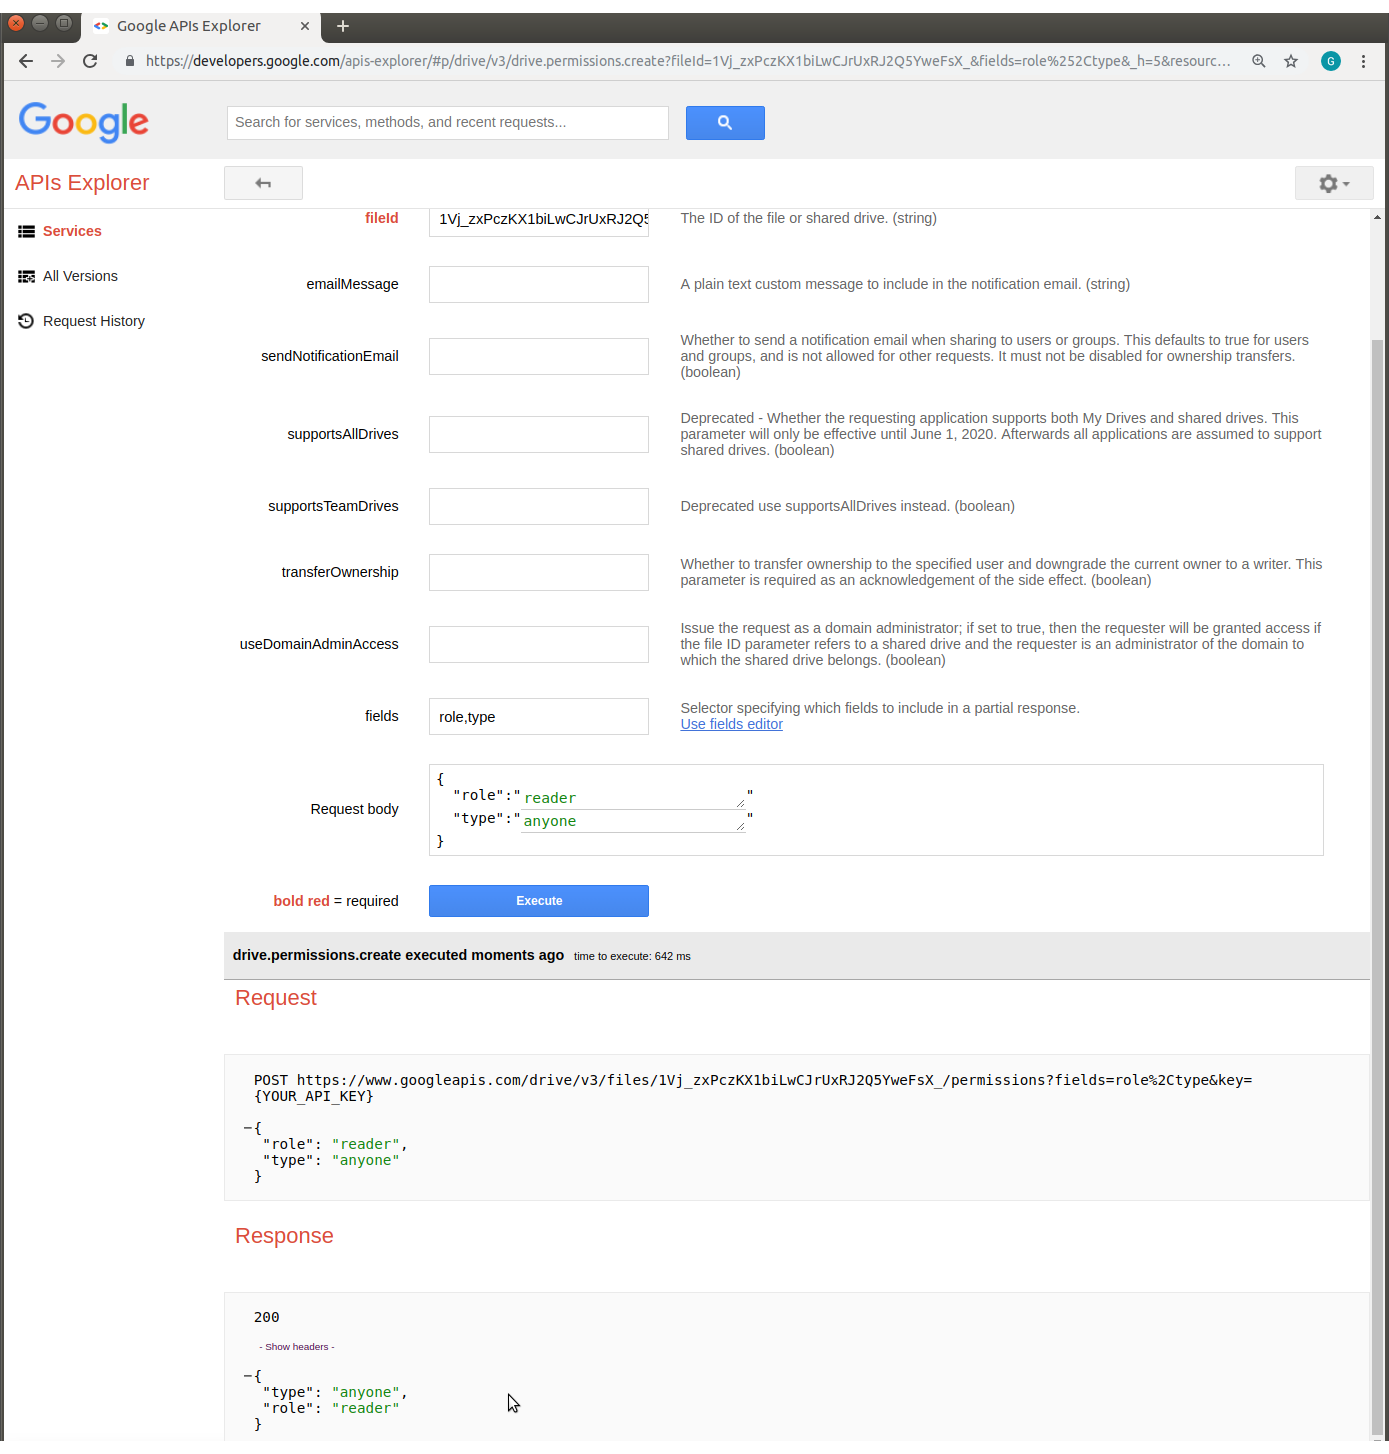 Google APIs Explorer
https://developers.google.com/apis-explorer/#p/drive/v3/drive.permissions.create?fileId=1Vj_zxPczKX1biLwCJrUxRJ2Q5YweFsX_&fields=role%252Ctype&_h=5&resourc...
G
Google
Search for services, methods, and recent requests...
APIs Explorer
Services
All Versions
Request History
fileId
1Vj_zxPczKX1biLwCJrUxRJ2Q5
The ID of the file or shared drive. (string)
emailMessage
A plain text custom message to include in the notification email. (string)
sendNotificationEmail
Whether to send a notification email when sharing to users or groups. This defaults to true for users
and groups, and is not allowed for other requests. It must not be disabled for ownership transfers.
(boolean)
supportsAllDrives
Deprecated - Whether the requesting application supports both My Drives and shared drives. This
parameter will only be effective until June 1, 2020. Afterwards all applications are assumed to support
shared drives. (boolean)
supportsTeamDrives
Deprecated use supportsAllDrives instead. (boolean)
transferOwnership
Whether to transfer ownership to the specified user and downgrade the current owner to a writer. This
parameter is required as an acknowledgement of the side effect. (boolean)
useDomainAdminAccess
Issue the request as a domain administrator; if set to true, then the requester will be granted access if
the file ID parameter refers to a shared drive and the requester is an administrator of the domain to
which the shared drive belongs. (boolean)
fields
role,type
Selector specifying which fields to include in a partial response.
Use fields editor
Request body
{
"role":"reader"
"type":"anyone"
}
bold red = required
Execute
drive.permissions.create executed moments ago time to execute: 642 ms
Request
POST https://www.googleapis.com/drive/v3/files/1Vj_zxPczKX1biLwCJrUxRJ2Q5YweFsX_/permissions?fields=role%2Ctype&key=
{YOUR_API_KEY}
{
"role": "reader",
"type": "anyone"
}
Response
200
- Show headers -
{
"type": "anyone",
"role": "reader"
}